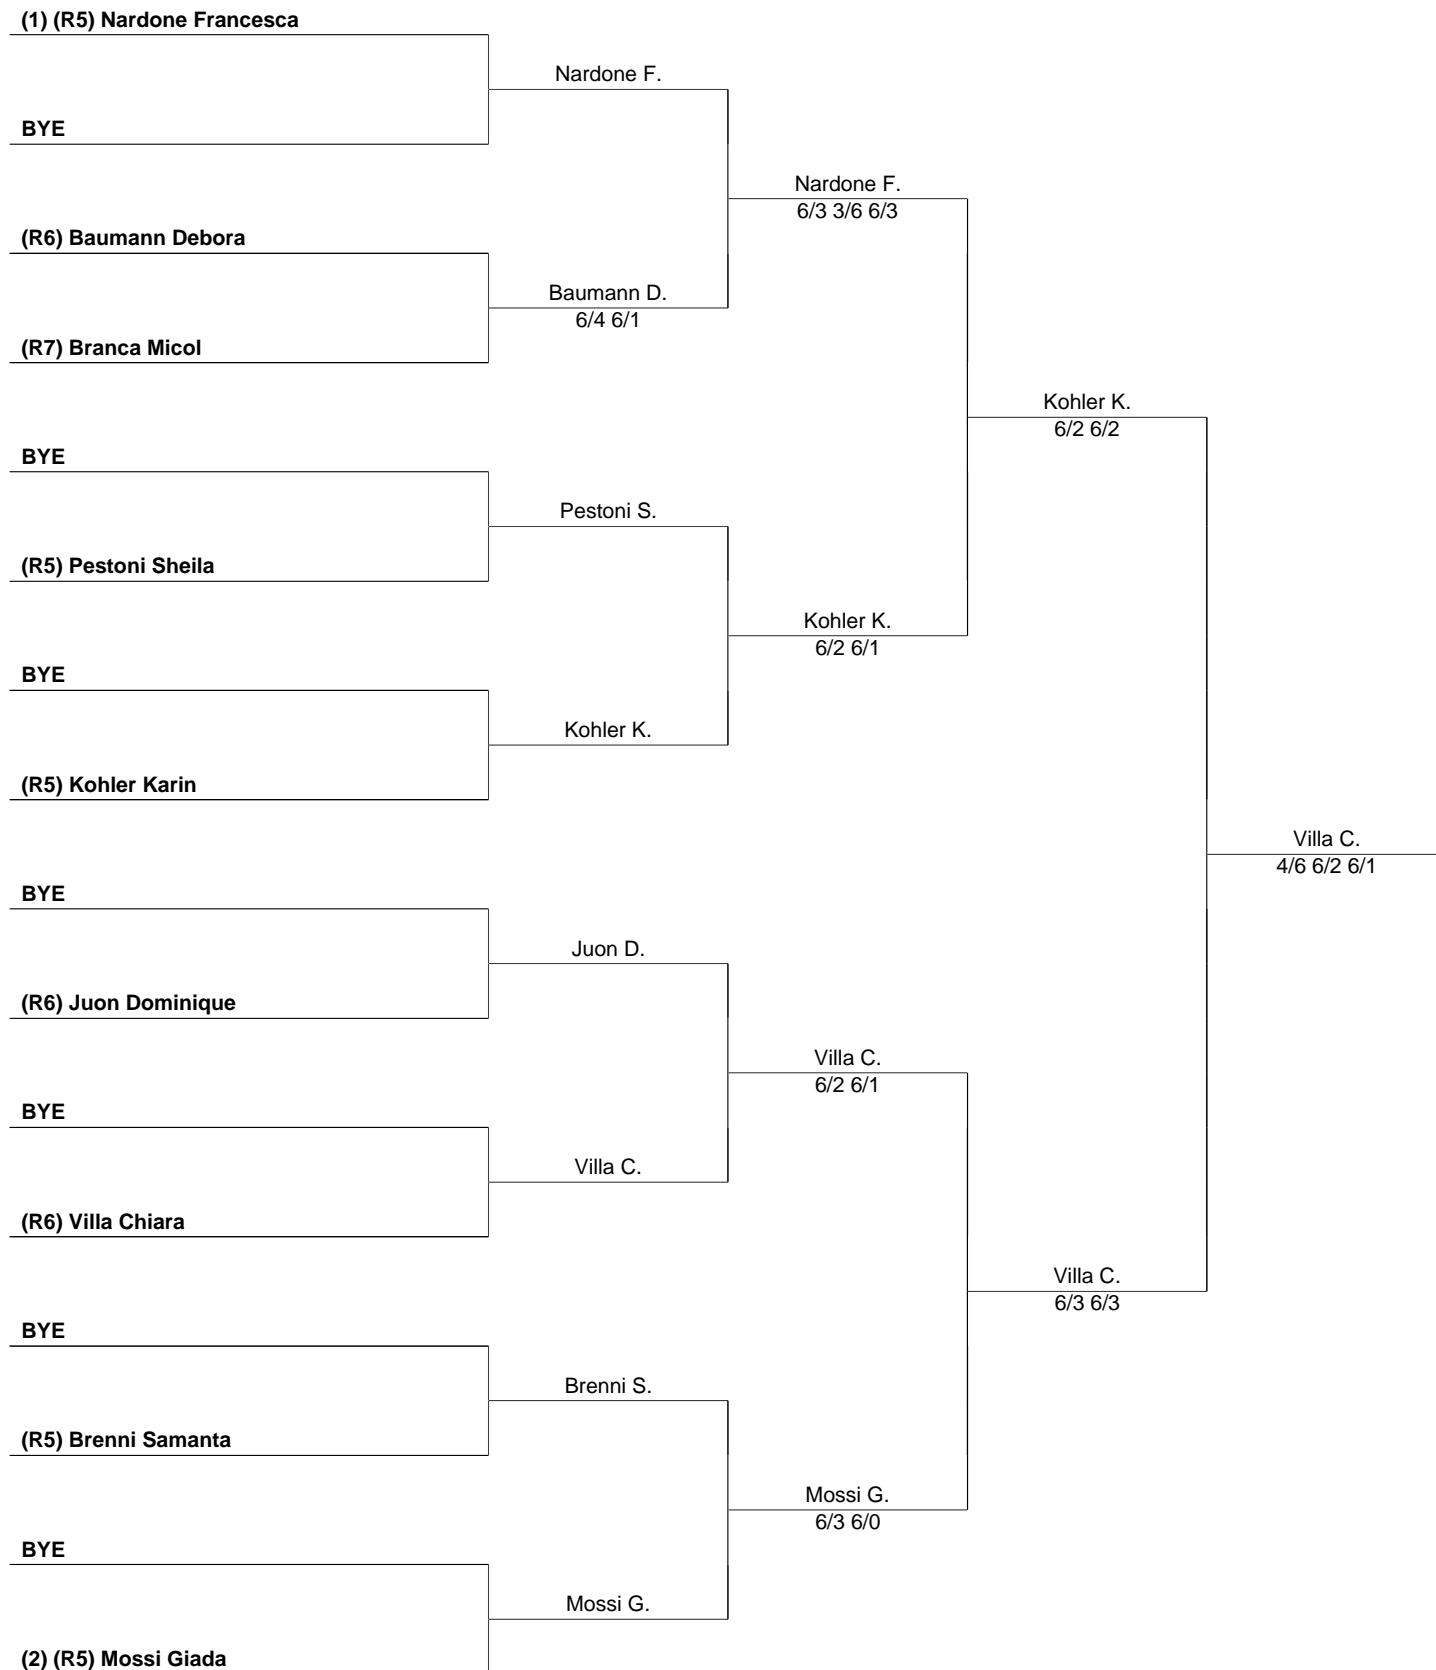 (1) (R5) Nardone Francesca
Nardone F.
BYE
Nardone F.
6/3 3/6 6/3
(R6) Baumann Debora
Baumann D.
6/4 6/1
(R7) Branca Micol
Kohler K.
6/2 6/2
BYE
Pestoni S.
(R5) Pestoni Sheila
Kohler K.
6/2 6/1
BYE
Kohler K.
(R5) Kohler Karin
Villa C.
4/6 6/2 6/1
BYE
Juon D.
(R6) Juon Dominique
Villa C.
6/2 6/1
BYE
Villa C.
(R6) Villa Chiara
Villa C.
6/3 6/3
BYE
Brenni S.
(R5) Brenni Samanta
Mossi G.
6/3 6/0
BYE
Mossi G.
(2) (R5) Mossi Giada